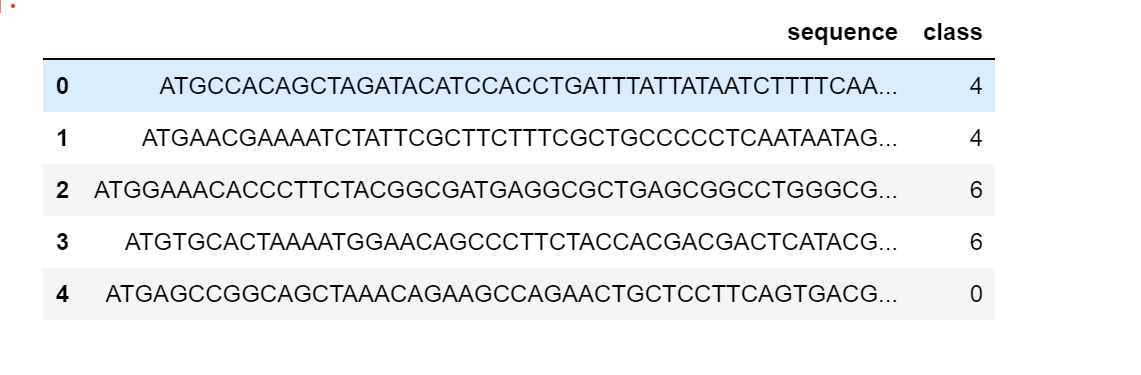 sequence class
0 ATGCCACAGCTAGATACATCCACCTGATTTATTATAATCTTTTCAA... 4
1 ATGAACGAAAATCTATTCGCTTCTTTCGCTGCCCCCTCAATAATAG... 4
2 ATGGAAACACCCTTCTACGGCGATGAGGCGCTGAGCGGCCTGGGCG... 6
3 ATGTGCACTAAAATGGAACAGCCCTTCTACCACGACGACTCATACG... 6
4 ATGAGCCGGCAGCTAAACAGAAGCCAGAACTGCTCCTTCAGTGACG... 0